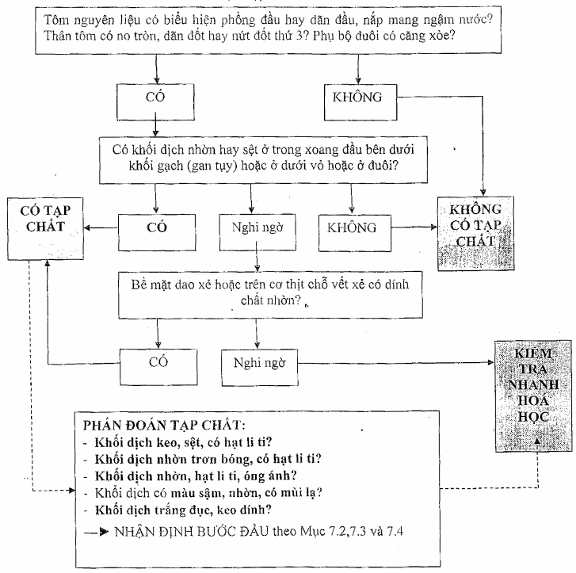 Tôm nguyên liệu có biểu hiện phồng đầu hay dãn đầu, nắp mang ngậm nước?
Thân tôm có no tròn, dãn đốt hay nứt đốt thứ 3? Phụ bộ đuôi có căng xòe?
CÓ
KHÔNG
Có khối dịch nhờn hay sệt ở trong xoang đầu bên dưới
khối gạch (gan tụy) hoặc ở dưới vỏ hoặc ở đuôi?
CÓ TẠP
CHẤT
CÓ
Nghi ngờ
KHÔNG
KHÔNG
CÓ TẠP
CHẤT
Bề mặt dao xẻ hoặc trên cơ thịt chỗ vết xẻ có dính
chất nhờn?
CÓ
Nghi ngờ
KIỂM
TRA
NHANH
HOÁ
HỌC
PHÁN ĐOÁN TẠP CHẤT:
- Khối dịch keo, sệt, có hạt li ti?
- Khối dịch nhờn trơn bóng, có hạt li ti?
- Khối dịch nhờn, hạt li ti, óng ánh?
- Khối dịch có màu sậm, nhờn, có mùi lạ?
- Khối dịch trắng đục, keo dính?
NHẬN ĐỊNH BƯỚC ĐẦU theo Mục 7.2,7.3 và 7.4